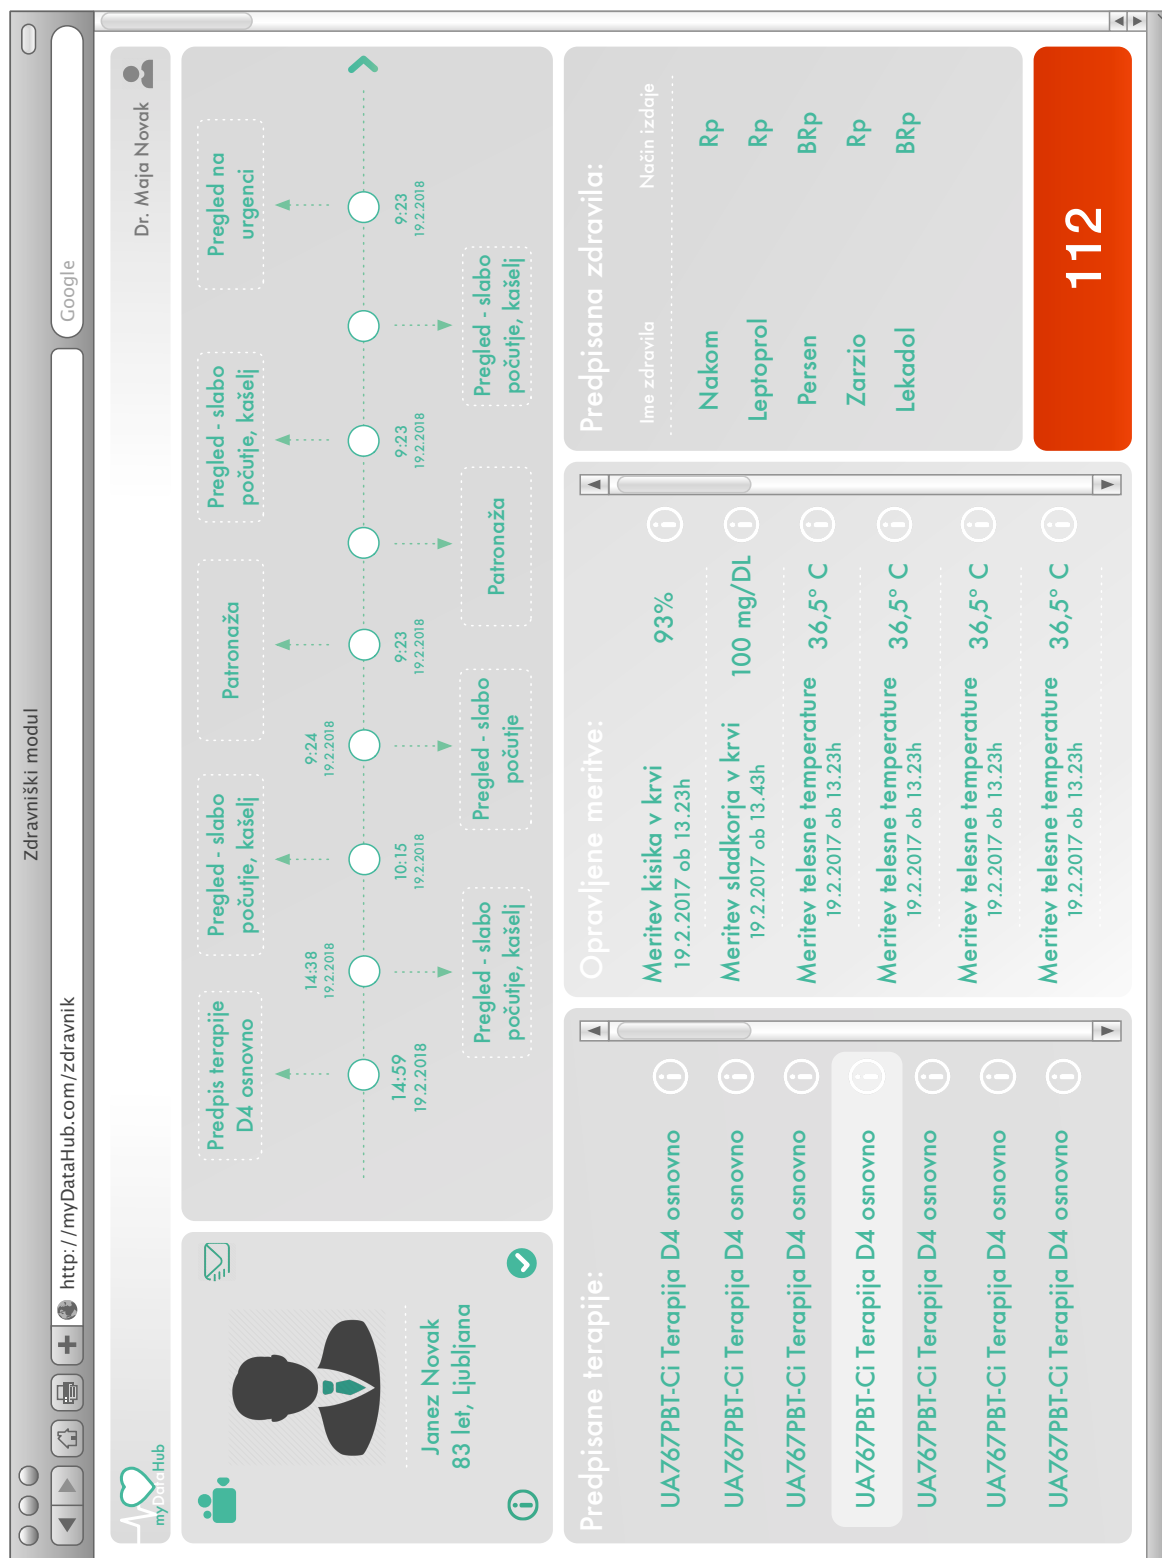 Zdravniški modul
http://myDataHub.com/zdravnik
Google
myDataHub
Dr. Maja Novak
Janez Novak
83 let, Ljubljana
Predpis terapije
D4 osnovno
14:59
19.2.2018
14:38
19.2.2018
Pregled - slabo
počutje, kašelj
Pregled - slabo
počutje, kašelj
10:15
19.2.2018
9:24
19.2.2018
Pregled - slabo
počutje
Patronaža
9:23
19.2.2018
Patronaža
Pregled - slabo
počutje, kašelj
9:23
19.2.2018
Pregled - slabo
počutje, kašelj
Pregled na
urgenci
9:23
19.2.2018
Predpisane terapije:
UA767PBT-Ci Terapija D4 osnovno
UA767PBT-Ci Terapija D4 osnovno
UA767PBT-Ci Terapija D4 osnovno
UA767PBT-Ci Terapija D4 osnovno
UA767PBT-Ci Terapija D4 osnovno
UA767PBT-Ci Terapija D4 osnovno
UA767PBT-Ci Terapija D4 osnovno
Opravljene meritve:
Meritev kisika v krvi 93%
19.2.2017 ob 13.23h
Meritev sladkorja v krvi 100 mg/DL
19.2.2017 ob 13.43h
Meritev telesne temperature 36,5° C
19.2.2017 ob 13.23h
Meritev telesne temperature 36,5° C
19.2.2017 ob 13.23h
Meritev telesne temperature 36,5° C
19.2.2017 ob 13.23h
Meritev telesne temperature 36,5° C
19.2.2017 ob 13.23h
Predpisana zdravila:
Ime zdravila Način izdaje
Nakom Rp
Leptoprol Rp
Persen BRp
Zarzio Rp
Lekadol BRp
112